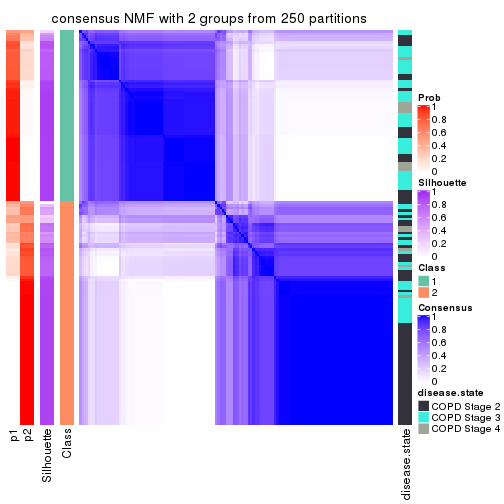 consensus NMF with 2 groups from 250 partitions
Prob
1
0.8
0.6
0.4
0.2
0
Silhouette
1
0.8
0.6
0.4
0.2
0
Class
1
2
Consensus
1
0.8
0.6
0.4
0.2
0
disease.state
COPD Stage 2
COPD Stage 3
COPD Stage 4
p1
p2
Silhouette
Class
disease.state